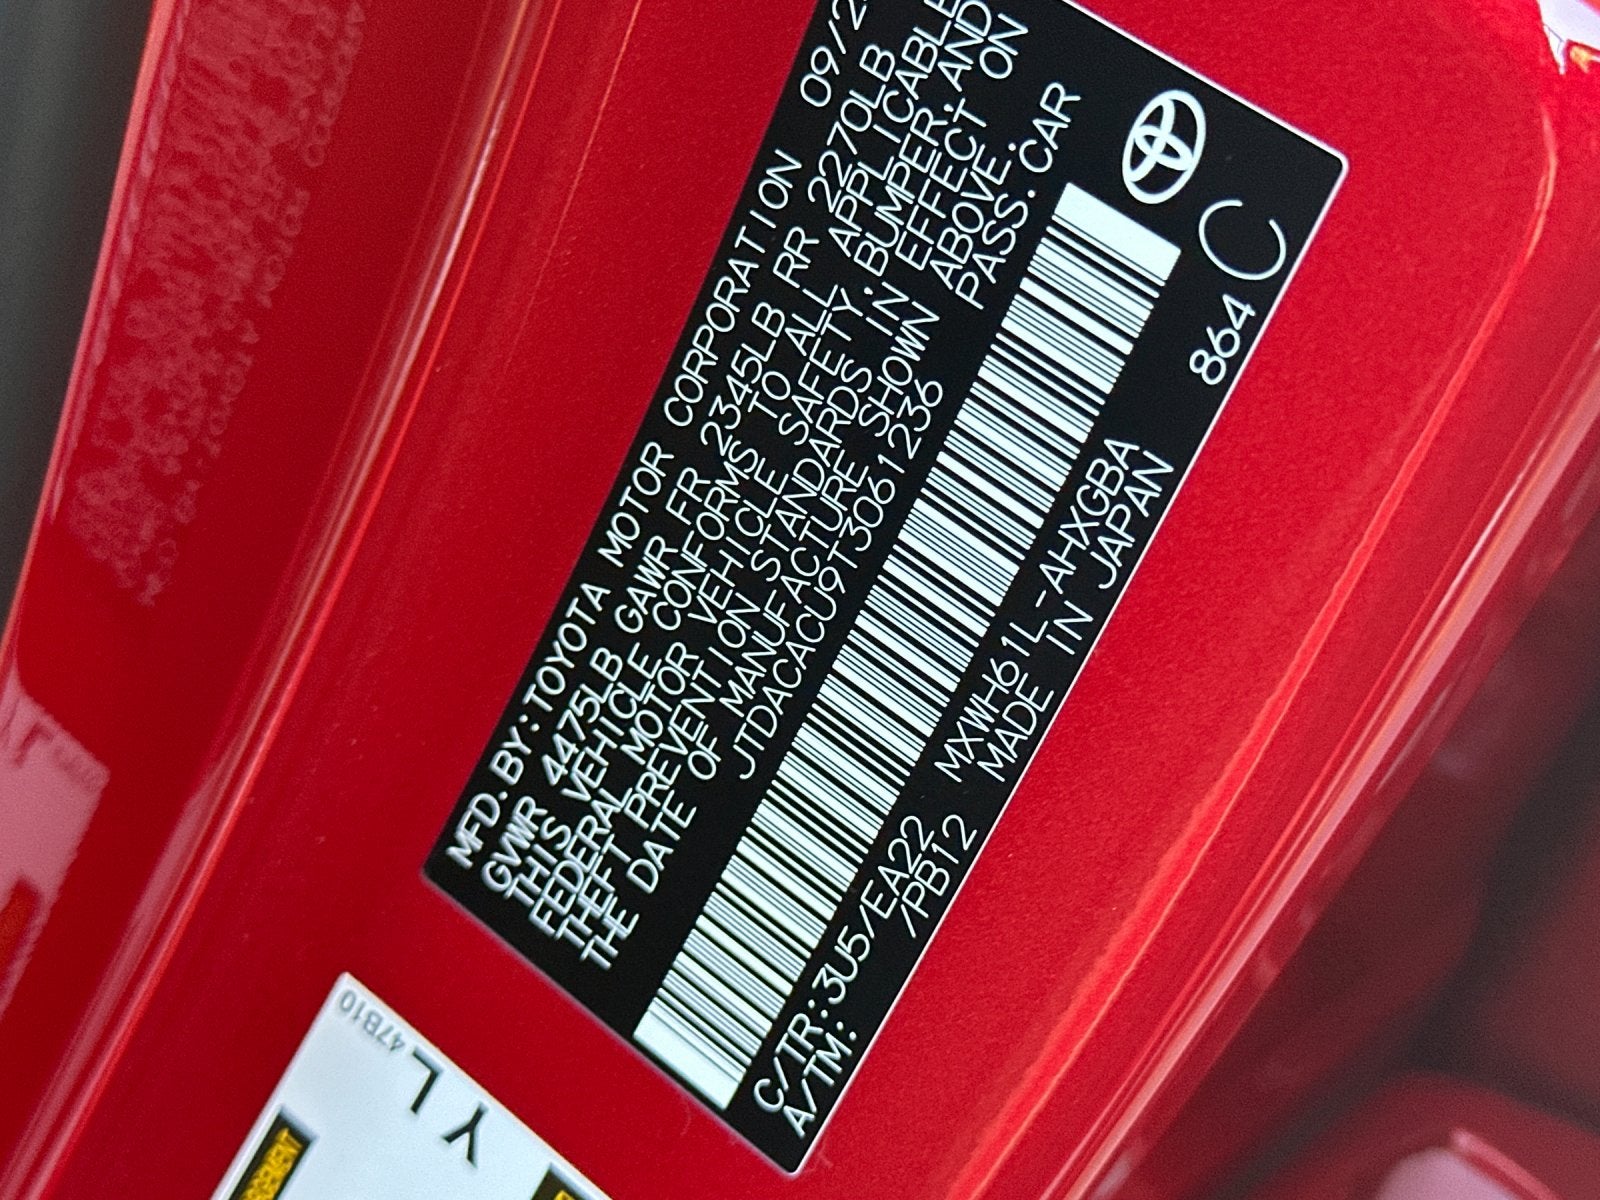 MFD.BY:TOYOTA MOTOR CORPORATION 09/2
GVWR 4475LB GAWR FR 2345LB RR 2270LB
THIS VEHICLE CONFORMS TO ALL APPLICABLE
FEDERAL MOTOR VEHICLE SAFETY,BUMPER,AND
THEFT PREVENTION STANDARDS IN EFFECT ON
THE DATE OF MANUFACTURE SHOWN ABOVE.
JTDACACU9T3061236 PASS.CAR
C/TR:3U5/EA22 MXWH61L-AHXGBA 864 C
A/TM: /PB12 MADE IN JAPAN
47B10
Y L